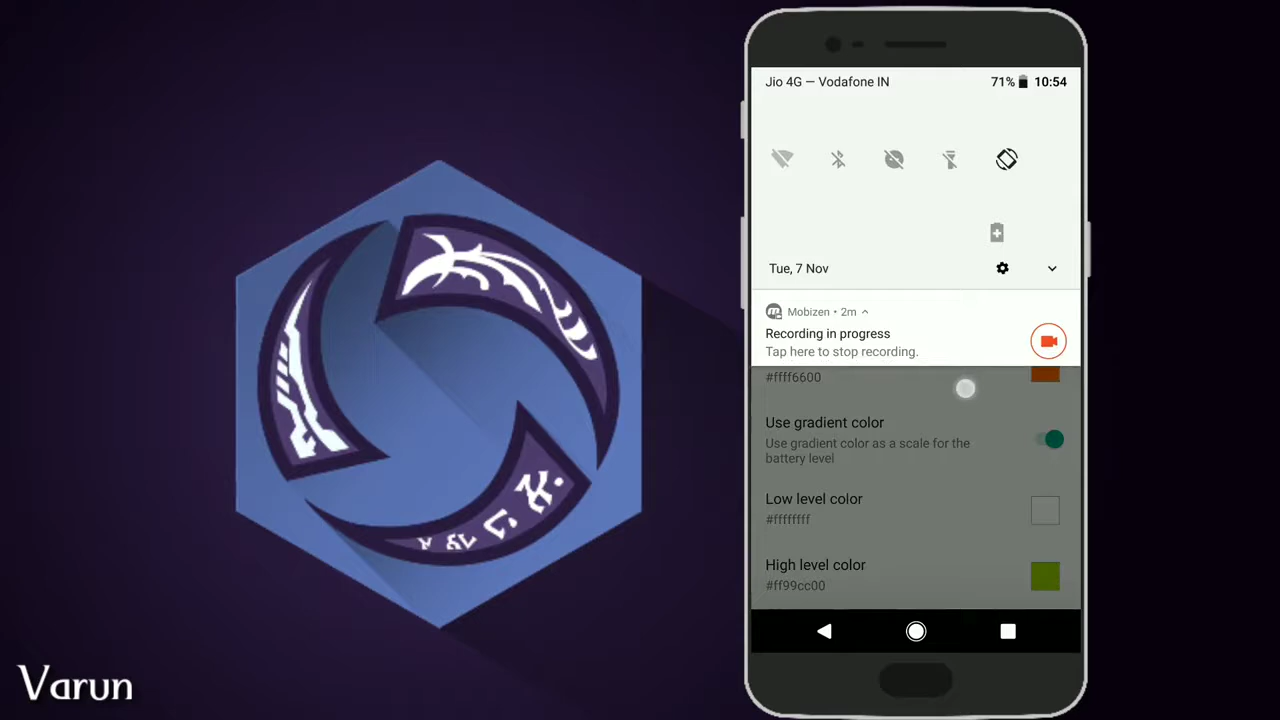 Jio 4G — Vodafone IN
71% 10:54
Tue, 7 Nov
Mobizen • 2m
Recording in progress
Tap here to stop recording.
#ffff6600
Use gradient color
Use gradient color as a scale for the
battery level
Low level color
#ffffffff
High level color
#ff99cc00
Varun